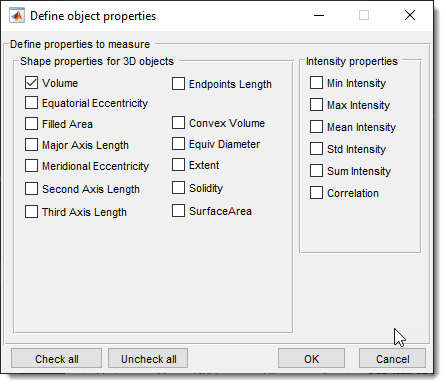 Define object properties
Define properties to measure
Shape properties for 3D objects
Volume
Equatorial Eccentricity
Filled Area
Major Axis Length
Meridional Eccentricity
Second Axis Length
Third Axis Length
Endpoints Length
Convex Volume
Equiv Diameter
Extent
Solidity
SurfaceArea
Intensity properties
Min Intensity
Max Intensity
Mean Intensity
Std Intensity
Sum Intensity
Correlation
Check all
Uncheck all
OK
Cancel